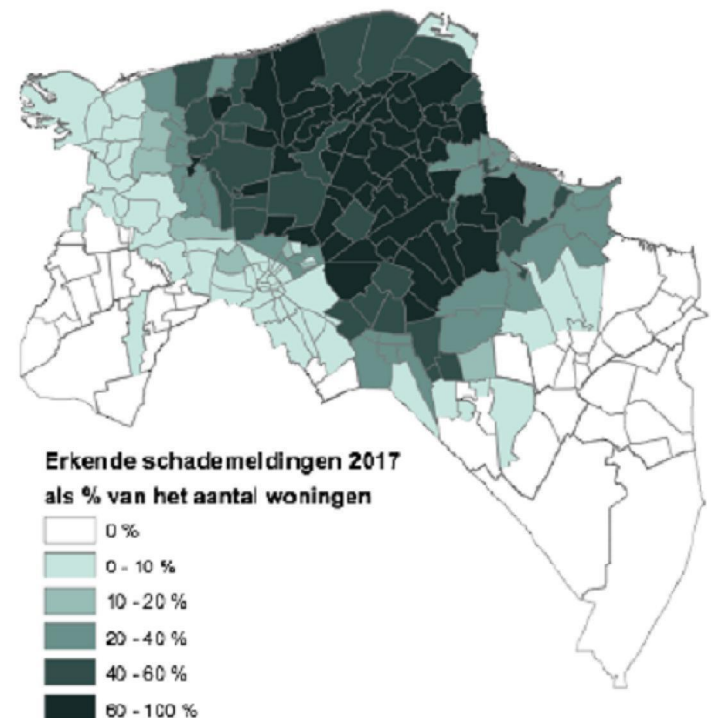 Erkende schademeldingen 2017
als % van het aantal woningen
0 %
0 - 10 %
10 - 20 %
20 - 40 %
40 - 60 %
60 - 100 %